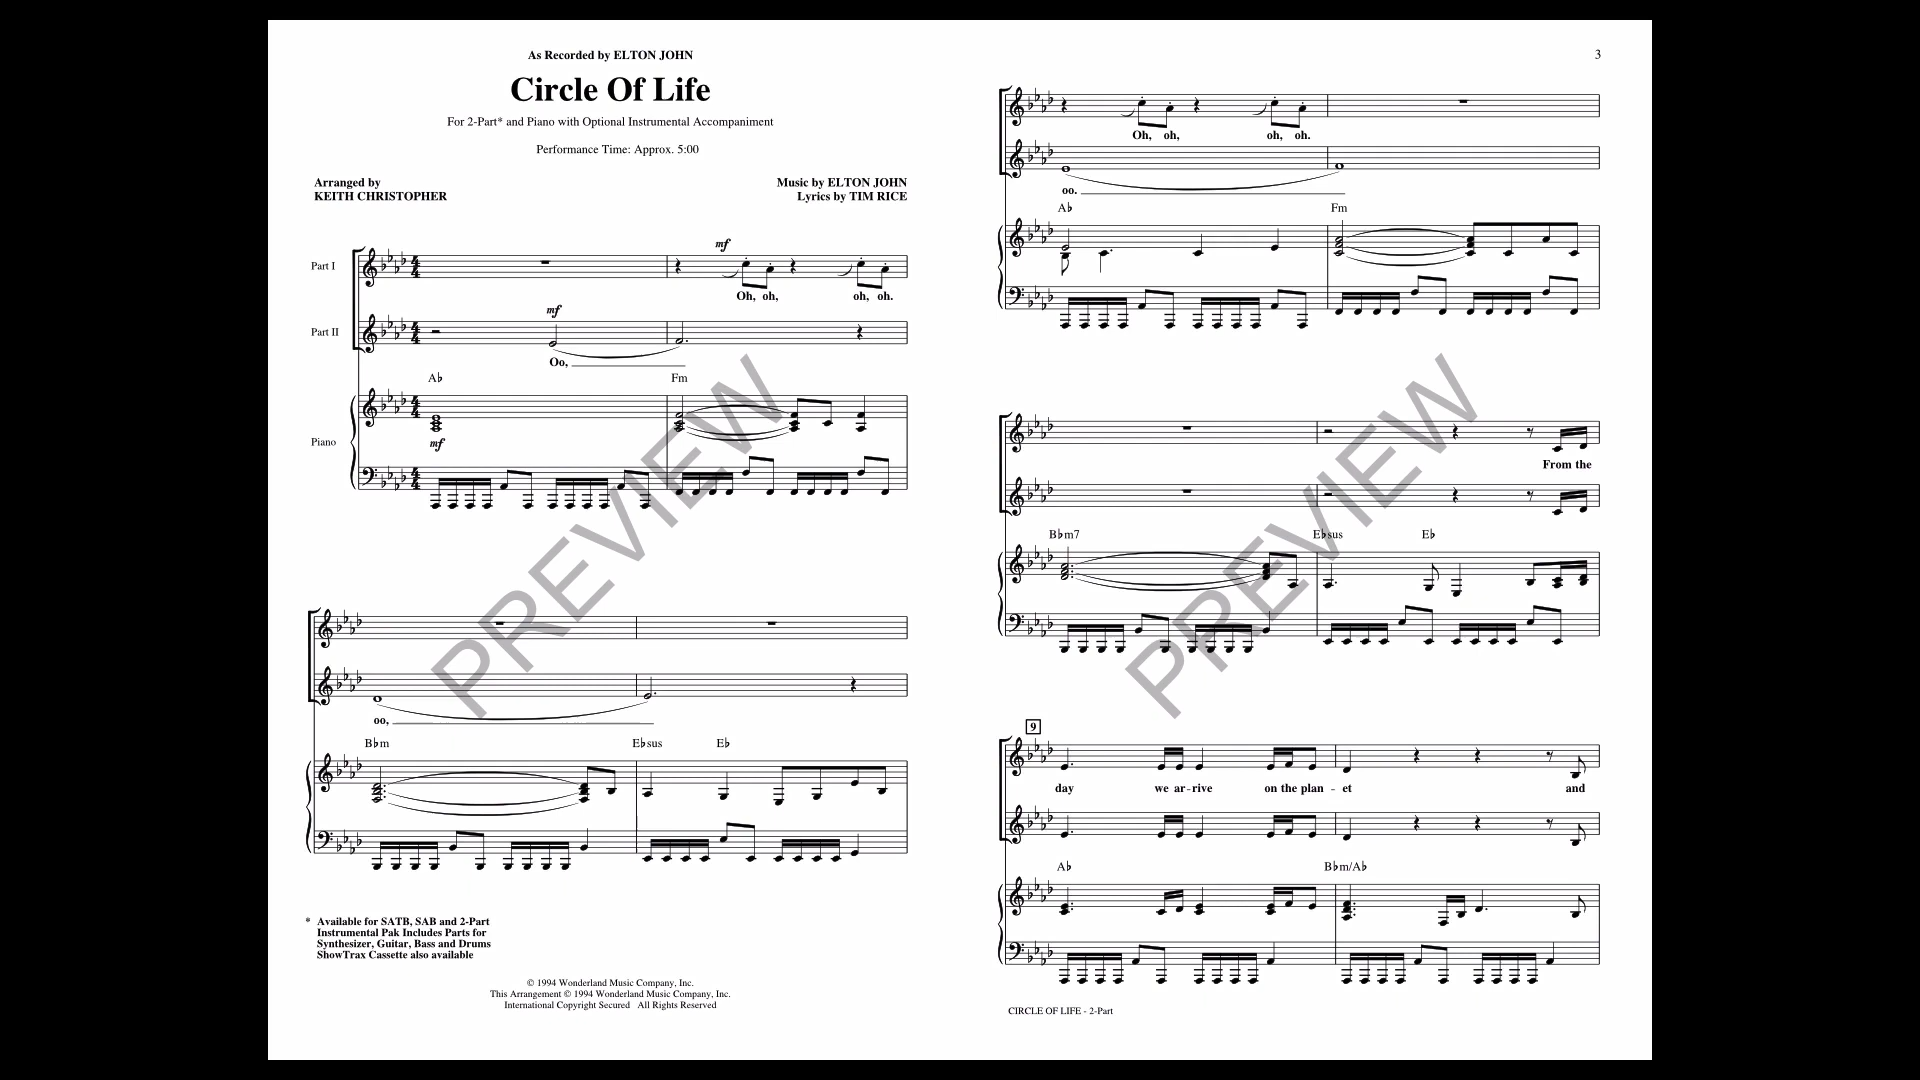 As Recorded by ELTON JOHN
Circle Of Life
For 2-Part* and Piano with Optional Instrumental Accompaniment
Performance Time: Approx. 5:00
Arranged by
KEITH CHRISTOPHER
Music by ELTON JOHN
Lyrics by TIM RICE
mf
Part I
Oh, oh, oh, oh.
mf
Part II
Oo,
A♭ Fm
Piano
mf
oo,
B♭m E♭sus E♭
* Available for SATB, SAB and 2-Part
Instrumental Pak Includes Parts for
Synthesizer, Guitar, Bass and Drums
ShowTrax Cassette also available
© 1994 Wonderland Music Company, Inc.
This Arrangement © 1994 Wonderland Music Company, Inc.
International Copyright Secured All Rights Reserved
PREVIEW
3
Oh, oh, oh, oh.
oo.
A♭ Fm
From the
B♭m7 E♭sus E♭
9
day we ar-rive on the plan - et and
A♭ B♭m/A♭
CIRCLE OF LIFE - 2-Part
PREVIEW